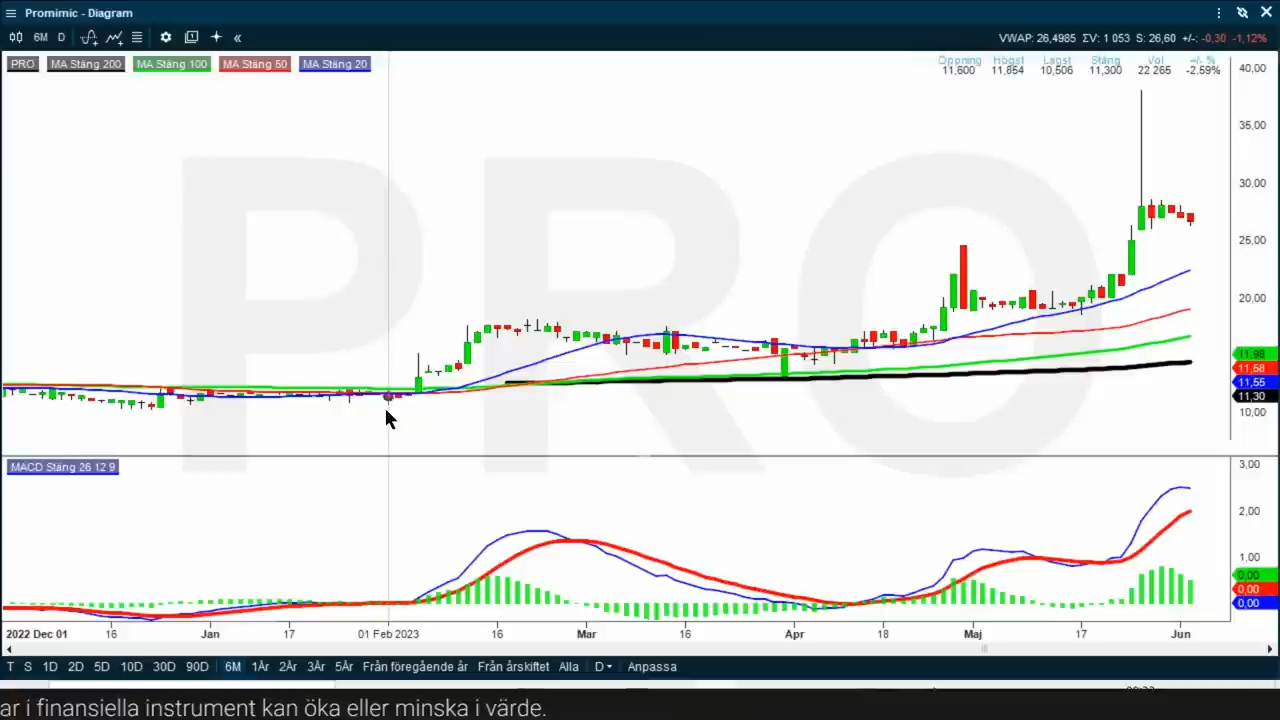 Promimic - Diagram
6M D VWAP: 26,4985 ΣV: 1 053 S: 26,60 +/-: -0,30 -1,12%
PRO MA Stäng 200 MA Stäng 100 MA Stäng 50 MA Stäng 20
Öppning Högst Lägst Stäng Vol +/- %
11,600 11,854 10,506 11,300 22 265 -2,59%
40,00
35,00
30,00
25,00
20,00
11,98
11,68
11,55
11,30
10,00
PRO
MACD Stäng 26 12 9
3,00
2,00
1,00
0,00
0,00
0,00
2022 Dec 01 16 Jan 17 01 Feb 2023 16 Mar 16 Apr 18 Maj 17 Jun
T S 1D 2D 5D 10D 30D 90D 6M 1År 2År 3År 5År Från föregående år Från årskiftet Alla D Anpassa
ar i finansiella instrument kan öka eller minska i värde.